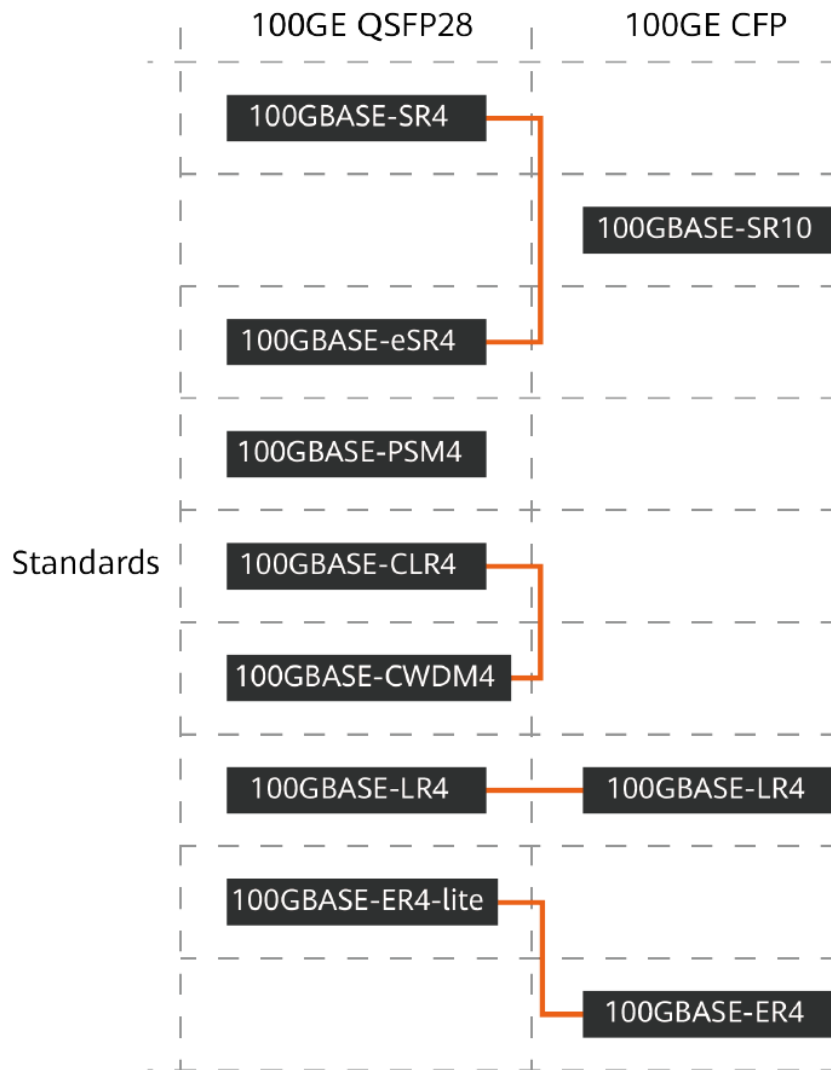 100GE QSFP28 100GE CFP
100GBASE-SR4
100GBASE-SR10
100GBASE-eSR4
100GBASE-PSM4
Standards
100GBASE-CLR4
100GBASE-CWDM4
100GBASE-LR4 100GBASE-LR4
100GBASE-ER4-lite
100GBASE-ER4